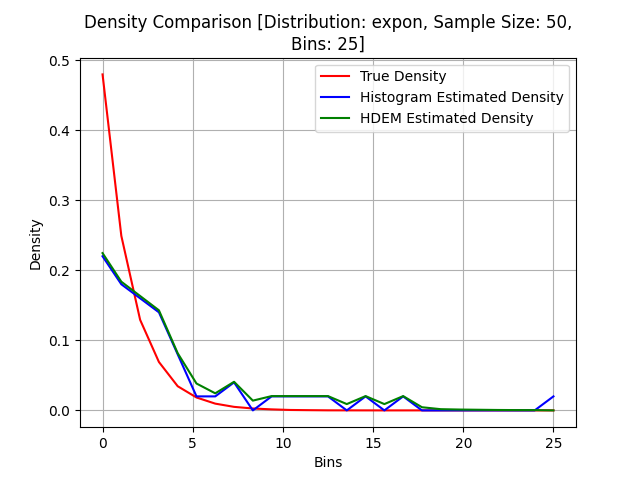 Density Comparison [Distribution: expon, Sample Size: 50,
Bins: 25]
0.5
0.4
0.3
0.2
0.1
0.0
Density
True Density
Histogram Estimated Density
HDEM Estimated Density
0 5 10 15 20 25
Bins